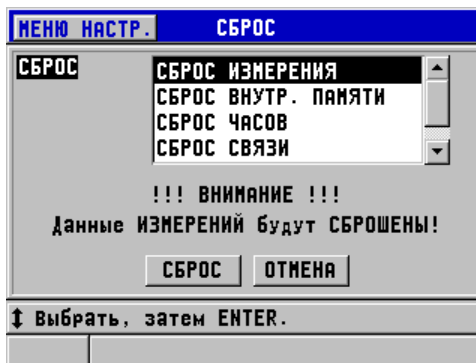 МЕНЮ НАСТР. СБРОС
СБРОС
СБРОС ИЗМЕРЕНИЯ
СБРОС ВНУТР. ПАМЯТИ
СБРОС ЧАСОВ
СБРОС СВЯЗИ
!!! ВНИМАНИЕ !!!
Данные ИЗМЕРЕНИЙ будут СБРОШЕНЫ!
СБРОС ОТМЕНА
Выбрать, затем ENTER.